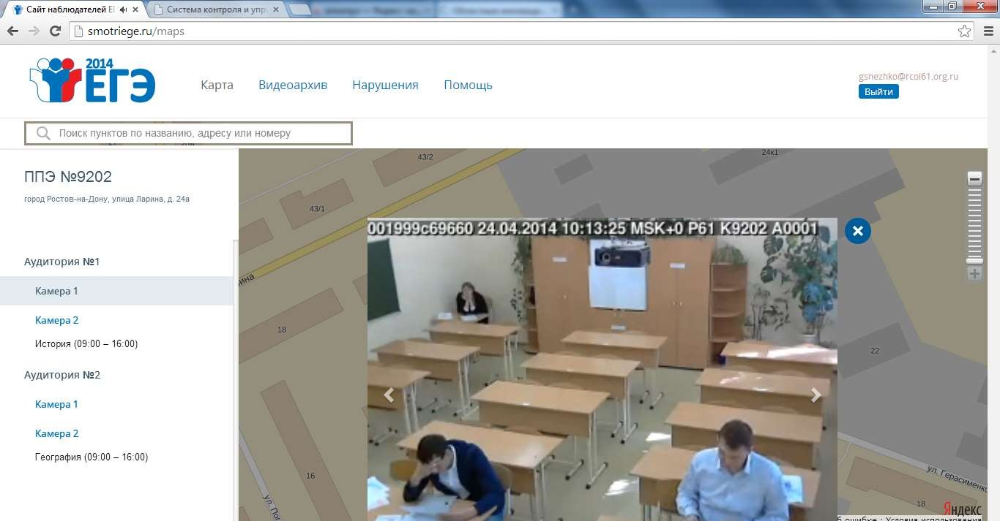 Сайт наблюдателей Е
Система контроля и упр
smotriege.ru/maps
2014
ЕГЭ
Карта
Видеоархив
Нарушения
Помощь
gsnezhko@rcoi61.org.ru
Выйти
Поиск пунктов по названию, адресу или номеру
ППЭ №9202
город Ростов-на-Дону, улица Ларина, д. 24а
Аудитория №1
Камера 1
Камера 2
История (09:00 – 16:00)
Аудитория №2
Камера 1
Камера 2
География (09:00 – 16:00)
43/2
24к1
43/1
001999c69660 24.04.2014 10:13:25 MSK+0 P61 K9202 A0001
ина
18
22
16
ул. Герасименко
ул. Пог
18
Яндекс
б ошибке · Условия использования